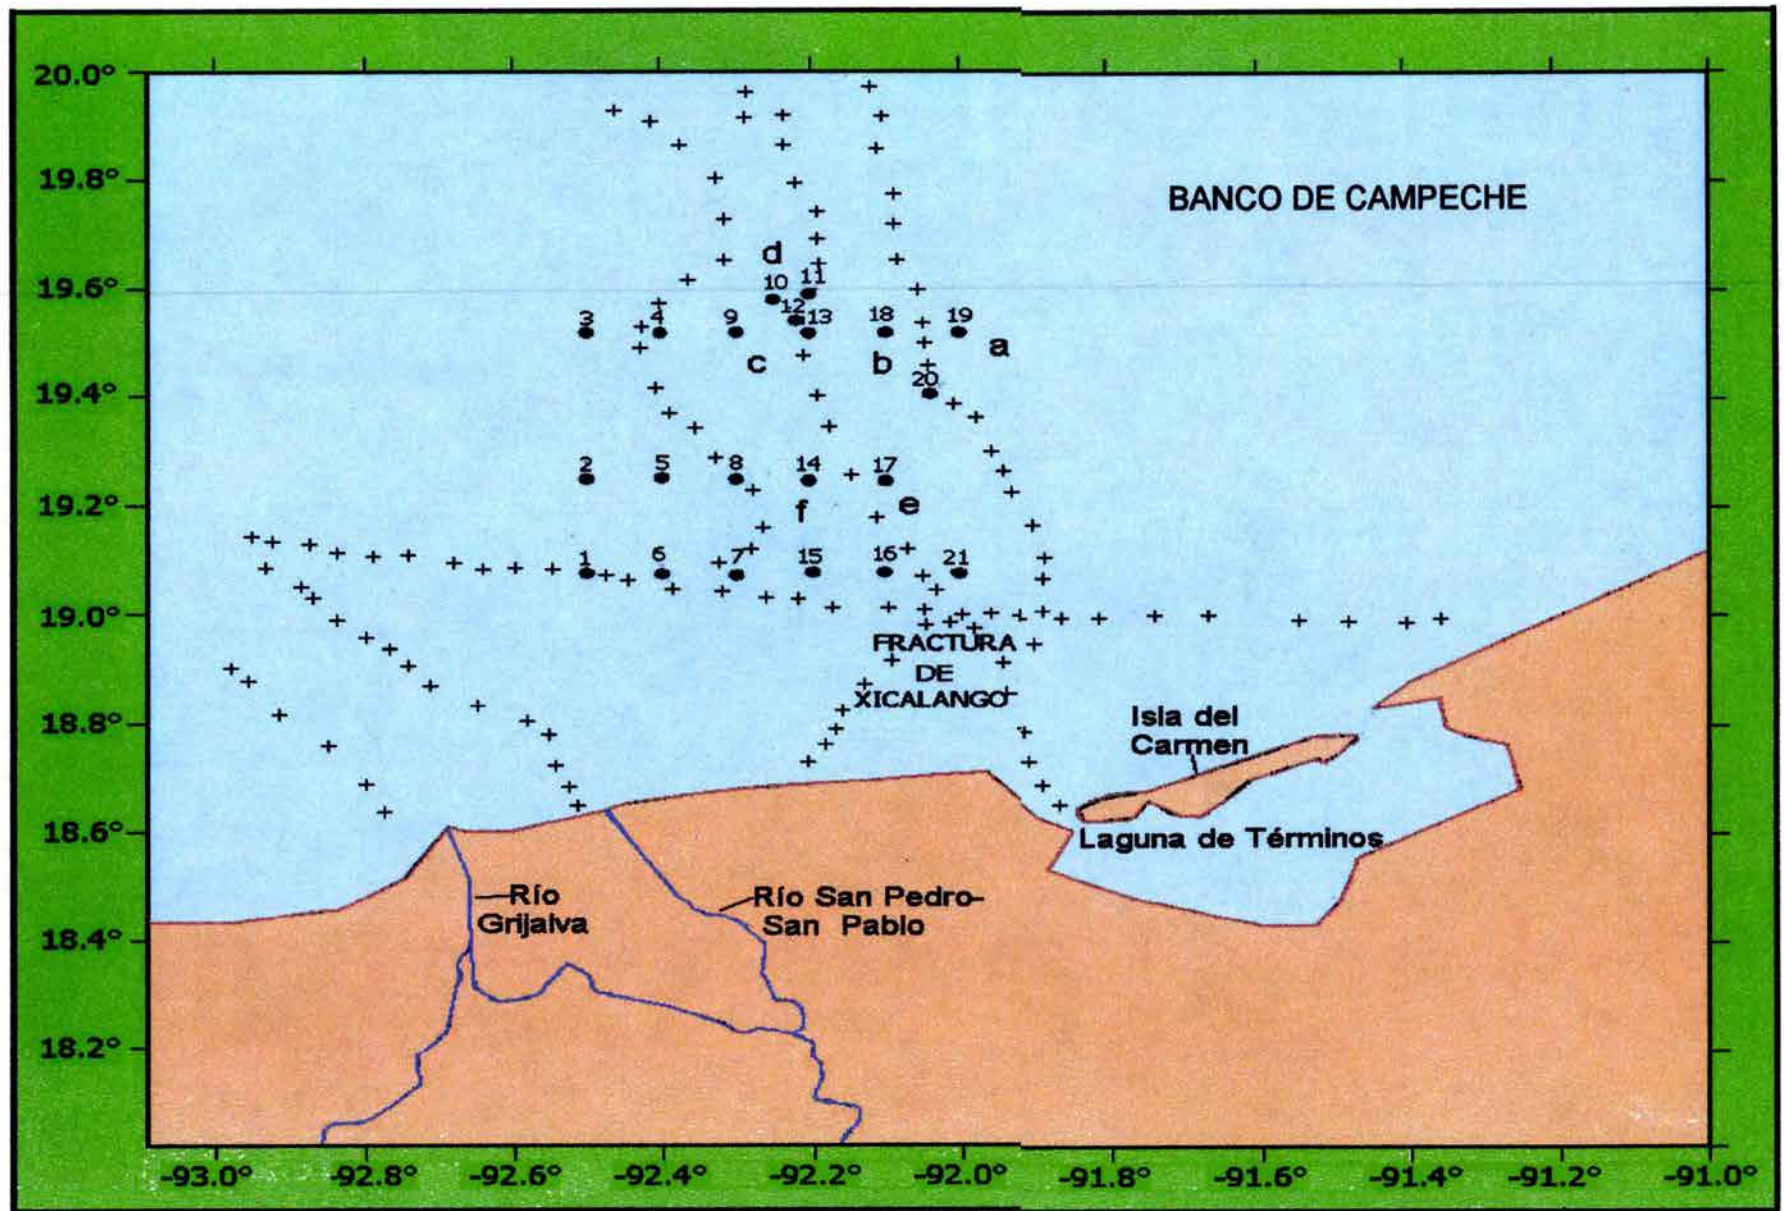 20.0°
19.8°
BANCO DE CAMPECHE
d
19.6°
10 11
12
3 4 9 13 18 19
c b a
20
19.4°
2 5 8 14 17
19.2°
f e
1 6 7 15 16 21
19.0°
FRACTURA
DE
XICALANGO
18.8°
Isla del
Carmen
18.6°
Laguna de Términos
Río
Grijalva
Río San Pedro-
San Pablo
18.4°
18.2°
-93.0° -92.8° -92.6° -92.4° -92.2° -92.0° -91.8° -91.6° -91.4° -91.2° -91.0°